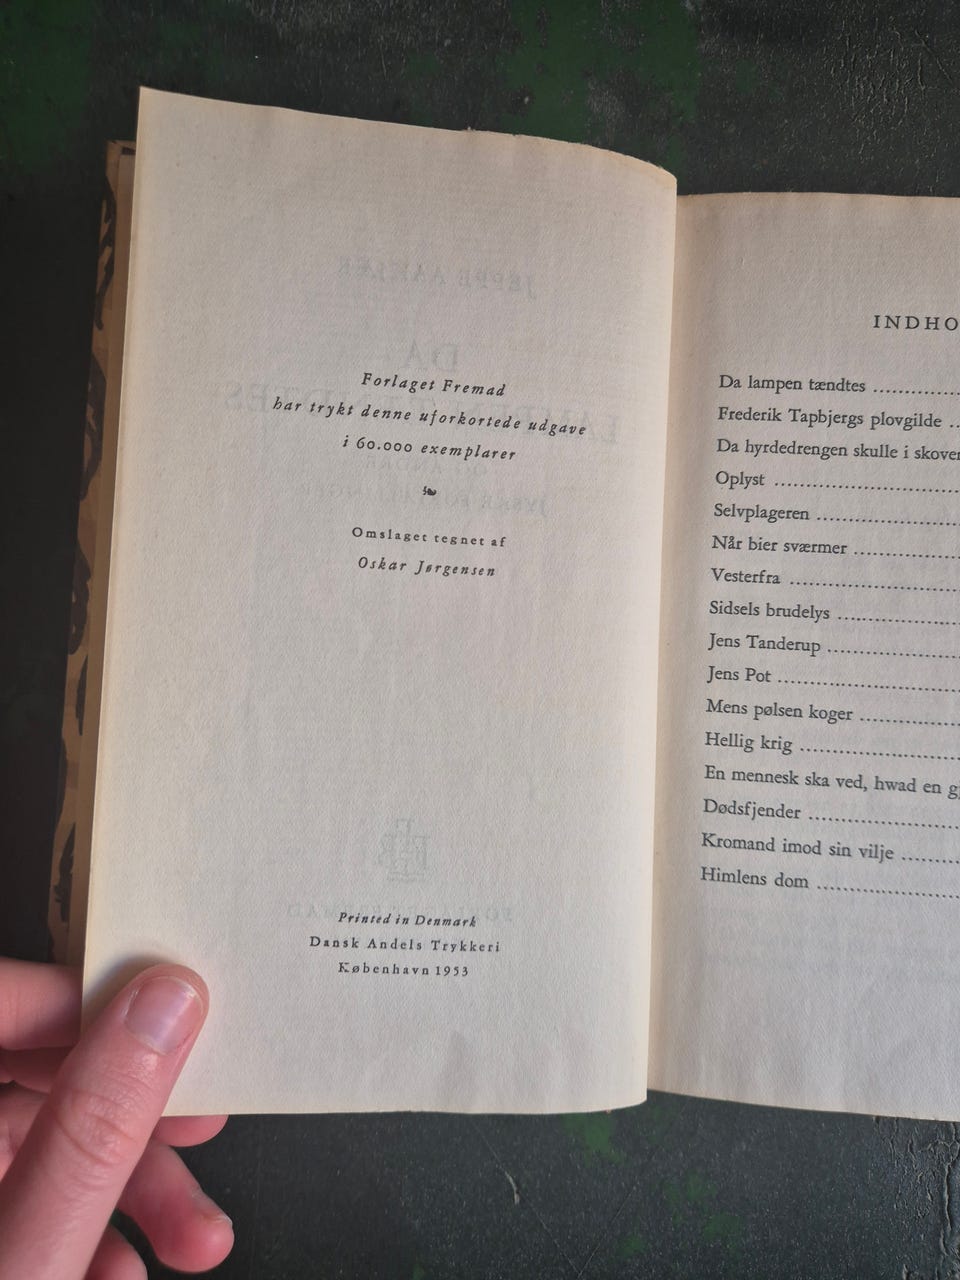 Forlaget Fremad
har trykt denne uforkortede udgave
i 60.000 exemplarer
Omslaget tegnet af
Oskar Jørgensen
Printed in Denmark
Dansk Andels Trykkeri
København 1953
INDHO
Da lampen tændtes
Frederik Tapbjergs plovgilde
Da hyrdedrengen skulle i skoven
Oplyst
Selvplageren
Når bier sværmer
Vesterfra
Sidsels brudelys
Jens Tanderup
Jens Pot
Mens pølsen koger
Hellig krig
En mennesk ska ved, hwad en
Dødsfjender
Kromand imod sin vilje
Himlens dom